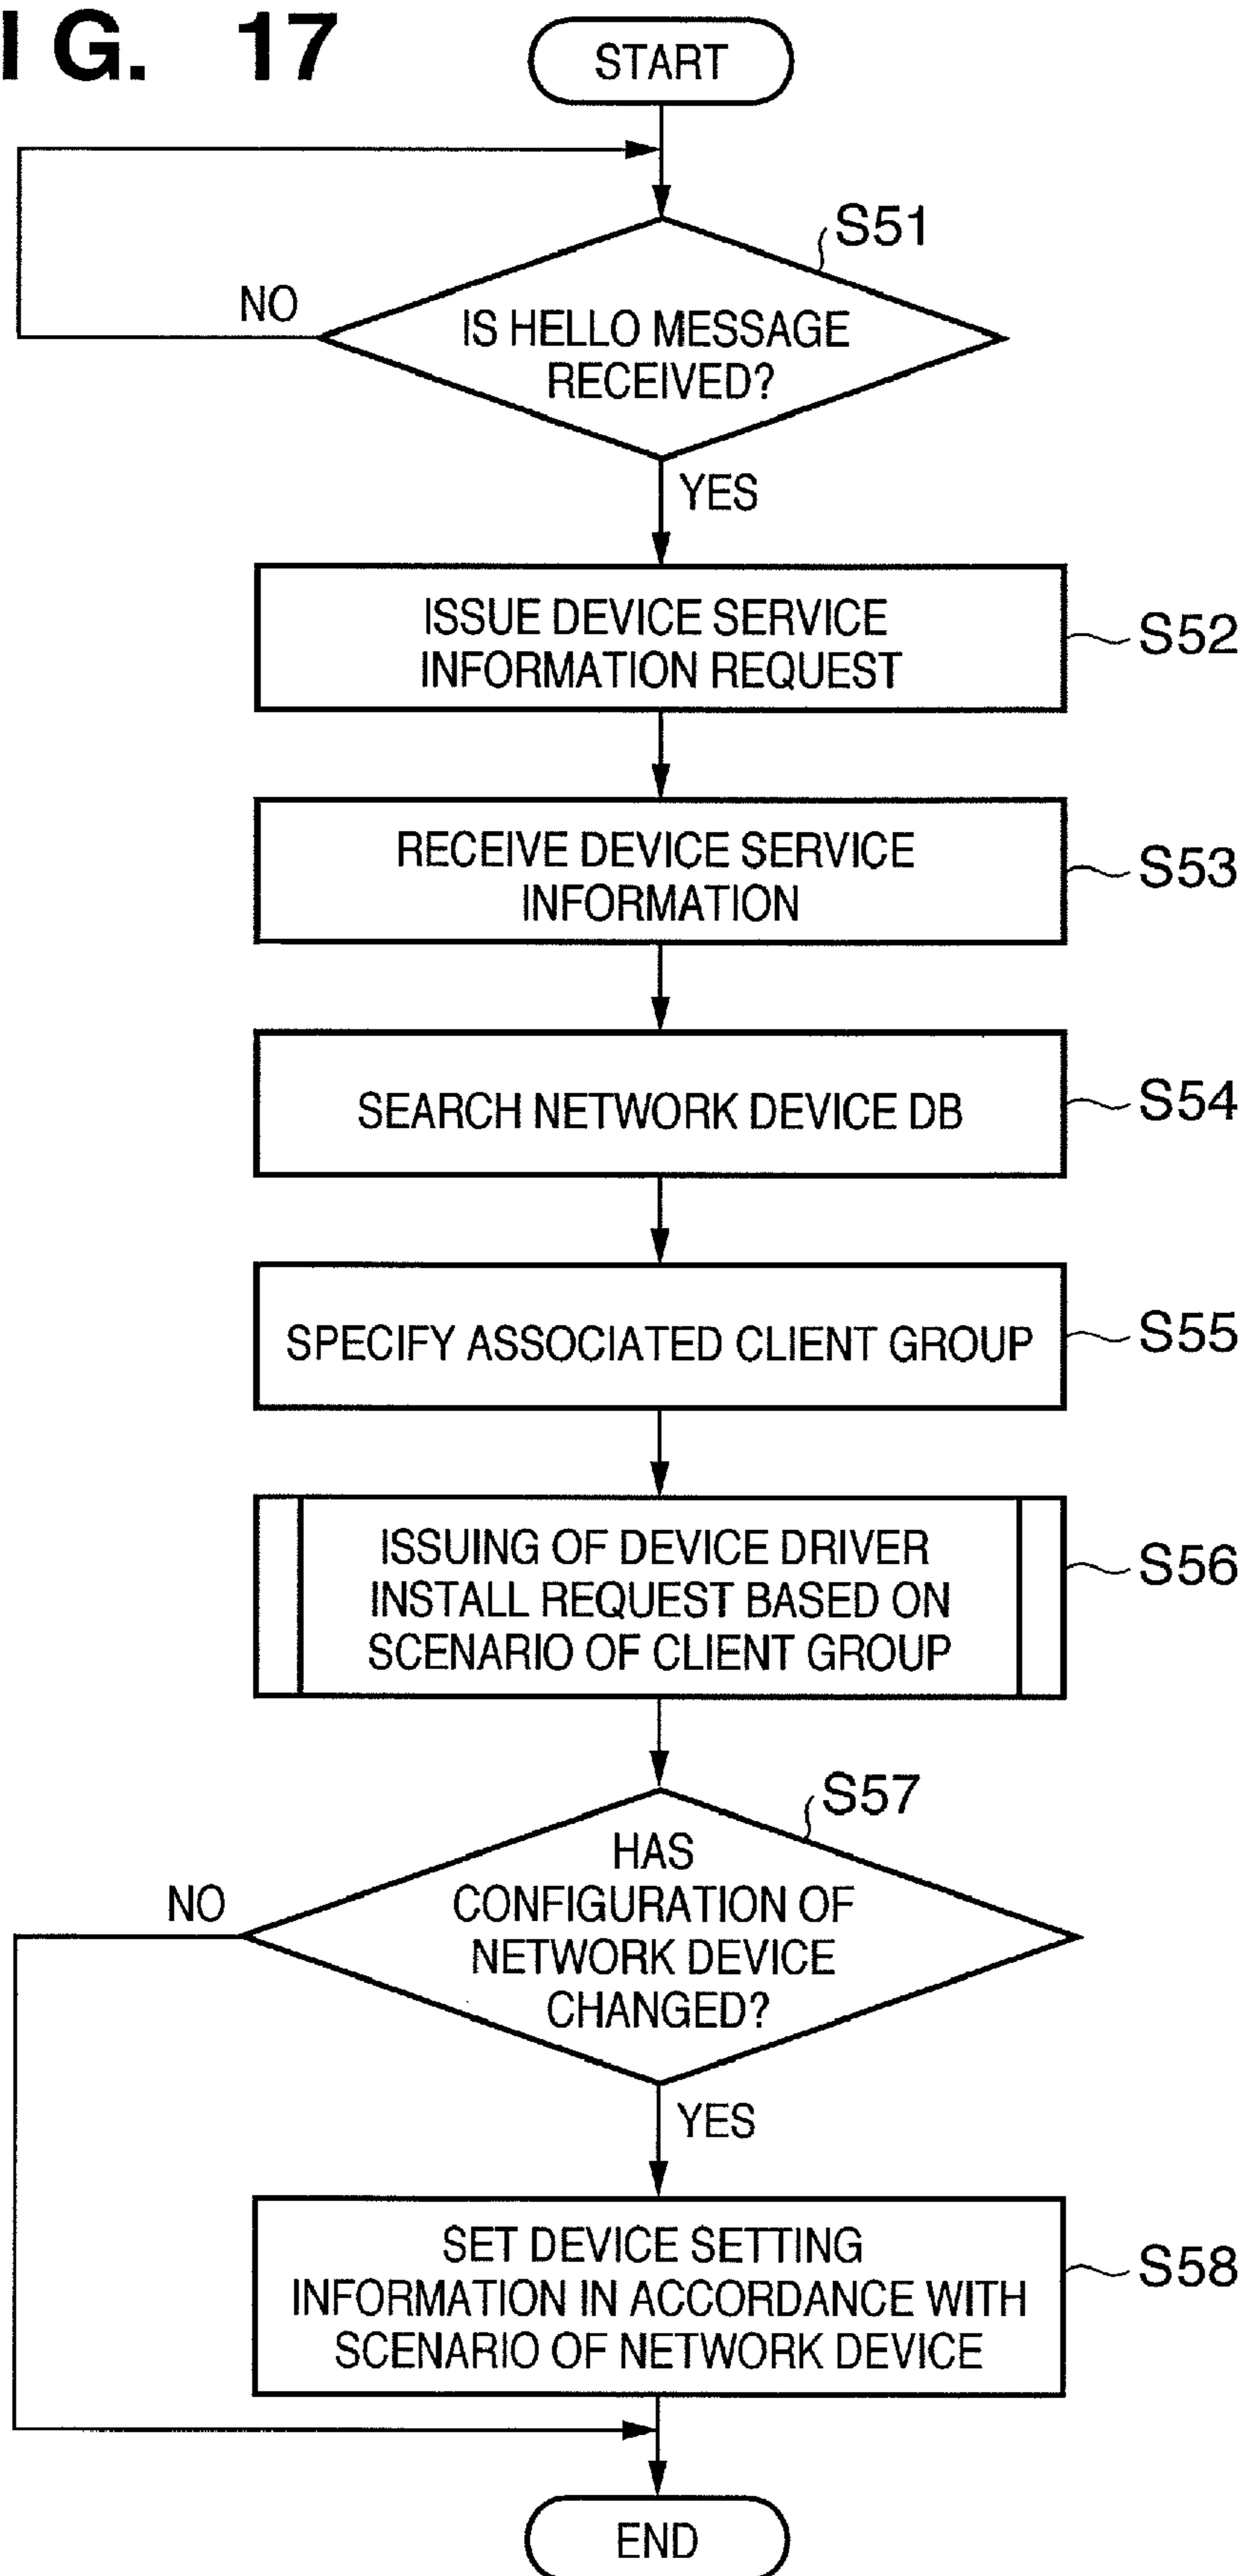 I G. 17
START
S51
NO
IS HELLO MESSAGE
RECEIVED?
YES
ISSUE DEVICE SERVICE
INFORMATION REQUEST
S52
RECEIVE DEVICE SERVICE
INFORMATION
S53
SEARCH NETWORK DEVICE DB
S54
SPECIFY ASSOCIATED CLIENT GROUP
S55
ISSUING OF DEVICE DRIVER
INSTALL REQUEST BASED ON
SCENARIO OF CLIENT GROUP
S56
S57
NO
HAS
CONFIGURATION OF
NETWORK DEVICE
CHANGED?
YES
SET DEVICE SETTING
INFORMATION IN ACCORDANCE WITH
SCENARIO OF NETWORK DEVICE
S58
END